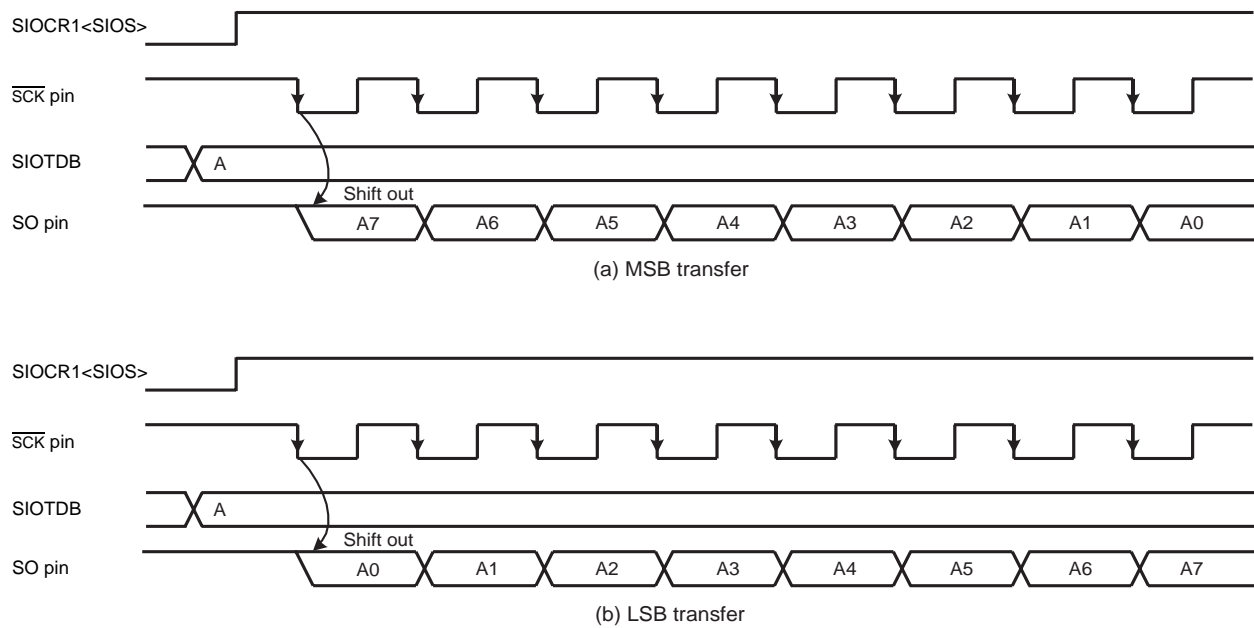 SIOCR1<SIOS>
SCK pin
SIOTDB
A
Shift out
SO pin
A7 A6 A5 A4 A3 A2 A1 A0
(a) MSB transfer
SIOCR1<SIOS>
SCK pin
SIOTDB
A
Shift out
SO pin
A0 A1 A2 A3 A4 A5 A6 A7
(b) LSB transfer